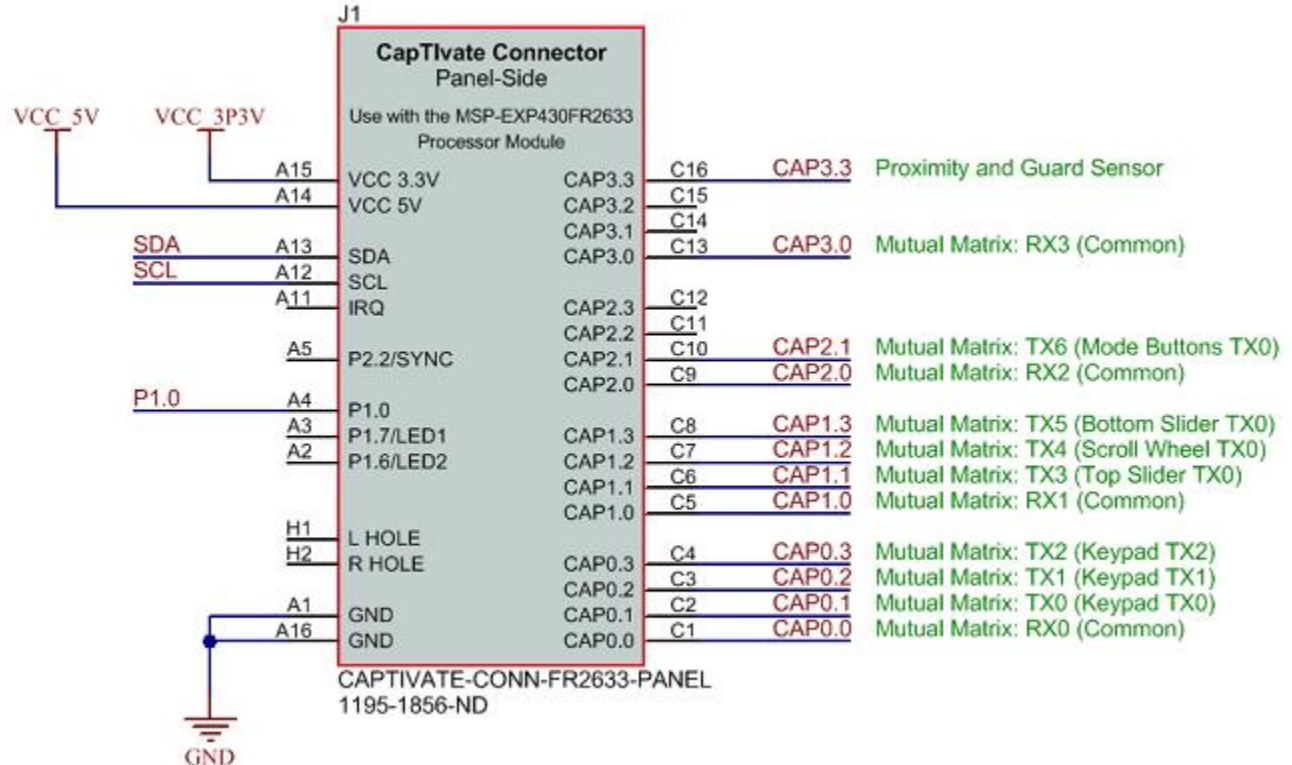 J1
CapTIvate Connector
Panel-Side
Use with the MSP-EXP430FR2633
Processor Module
VCC_5V
VCC_3P3V
A15 VCC 3.3V
A14 VCC 5V
SDA A13 SDA
SCL A12 SCL
A11 IRQ
A5 P2.2/SYNC
P1.0 A4 P1.0
A3 P1.7/LED1
A2 P1.6/LED2
H1 L HOLE
H2 R HOLE
A1 GND
A16 GND
GND
CAP3.3 C16 CAP3.3 Proximity and Guard Sensor
CAP3.2 C15
CAP3.1 C14
CAP3.0 C13 CAP3.0 Mutual Matrix: RX3 (Common)
CAP2.3 C12
CAP2.2 C11
CAP2.1 C10 CAP2.1 Mutual Matrix: TX6 (Mode Buttons TX0)
CAP2.0 C9 CAP2.0 Mutual Matrix: RX2 (Common)
CAP1.3 C8 CAP1.3 Mutual Matrix: TX5 (Bottom Slider TX0)
CAP1.2 C7 CAP1.2 Mutual Matrix: TX4 (Scroll Wheel TX0)
CAP1.1 C6 CAP1.1 Mutual Matrix: TX3 (Top Slider TX0)
CAP1.0 C5 CAP1.0 Mutual Matrix: RX1 (Common)
CAP0.3 C4 CAP0.3 Mutual Matrix: TX2 (Keypad TX2)
CAP0.2 C3 CAP0.2 Mutual Matrix: TX1 (Keypad TX1)
CAP0.1 C2 CAP0.1 Mutual Matrix: TX0 (Keypad TX0)
CAP0.0 C1 CAP0.0 Mutual Matrix: RX0 (Common)
CAPTIVATE-CONN-FR2633-PANEL
1195-1856-ND